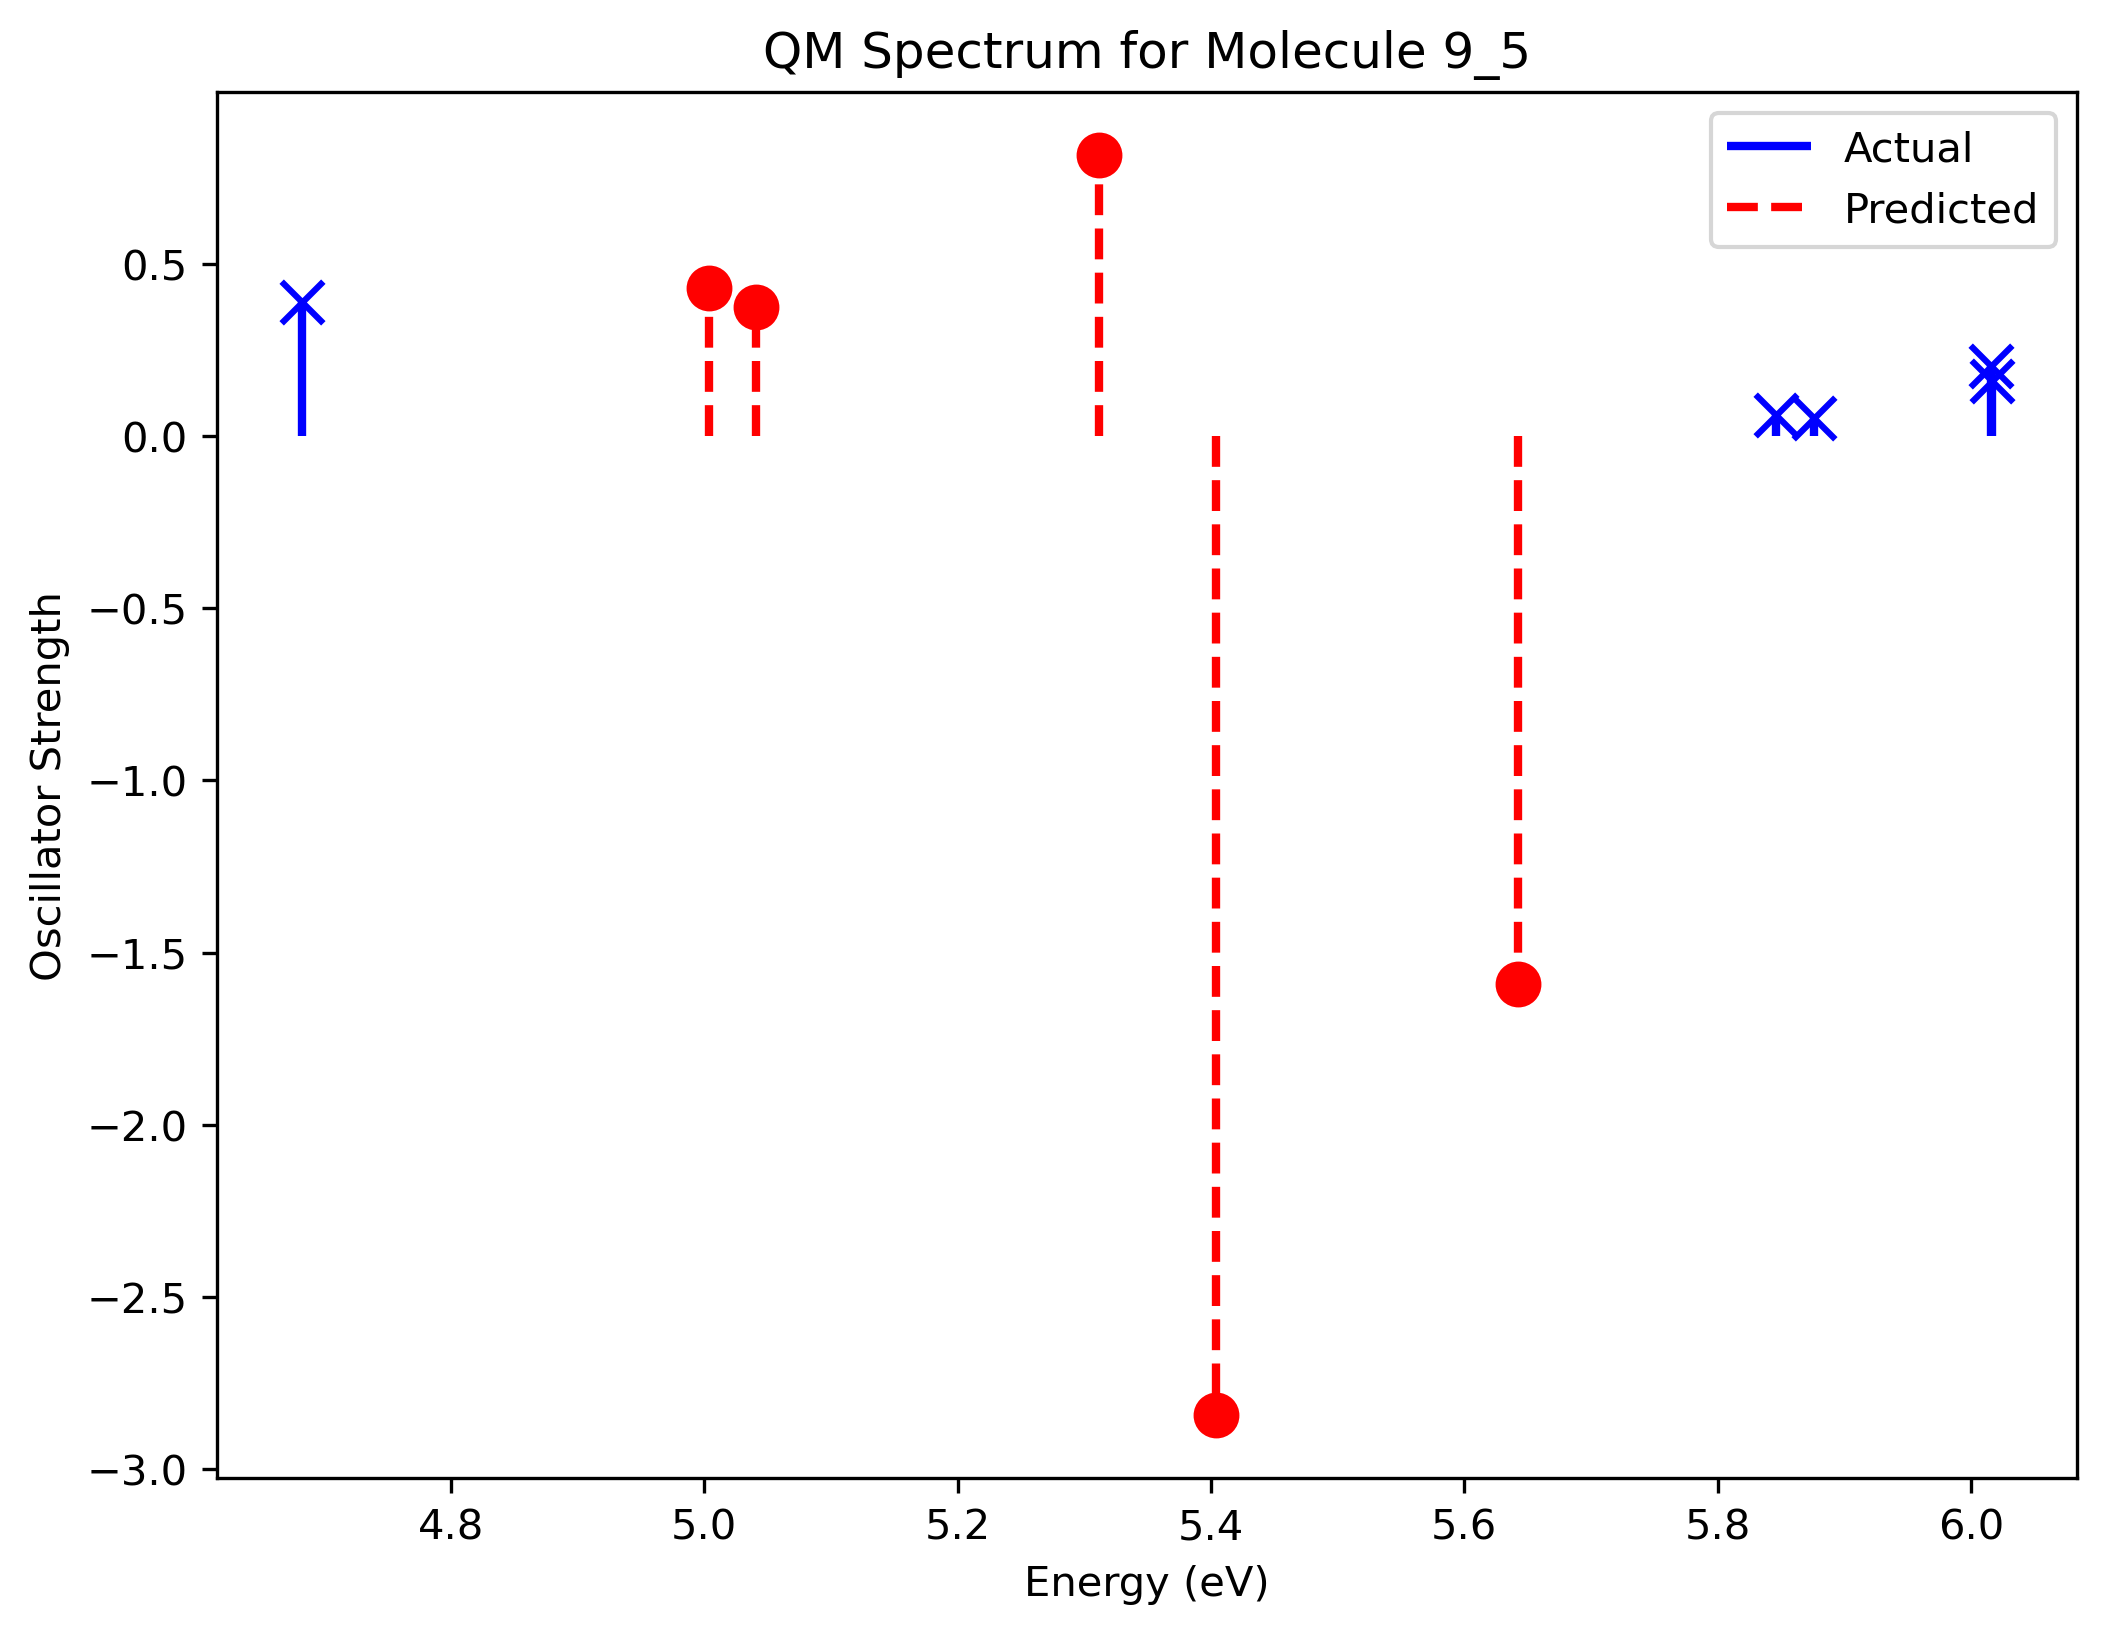 QM Spectrum for Molecule 9_5
Actual
Predicted
Oscillator Strength
0.5
0.0
−0.5
−1.0
−1.5
−2.0
−2.5
−3.0
4.8 5.0 5.2 5.4 5.6 5.8 6.0
Energy (eV)